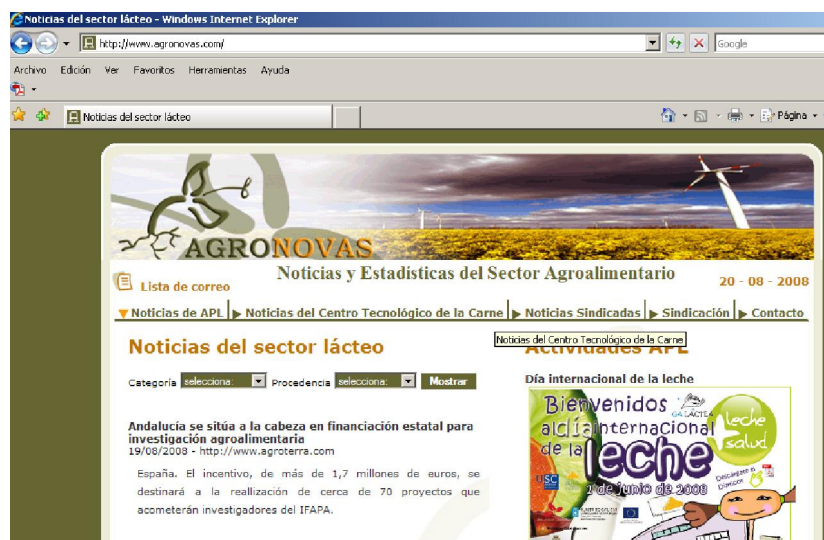 Noticias del sector lácteo - Windows Internet Explorer
http://www.agronovas.com/
Google
Archivo Edición Ver Favoritos Herramientas Ayuda
Noticias del sector lácteo
Página
AGRONOVAS
Lista de correo
Noticias y Estadísticas del Sector Agroalimentario
20 - 08 - 2008
Noticias de APL Noticias del Centro Tecnológico de la Carne Noticias Sindicadas Sindicación Contacto
Noticias del Centro Tecnológico de la Carne
Noticias del sector lácteo
Categoría selecciona: Procedencia selecciona: Mostrar
Andalucía se sitúa a la cabeza en financiación estatal para
investigación agroalimentaria
19/08/2008 - http://www.agroterra.com
España. El incentivo, de más de 1,7 millones de euros, se
destinará a la reallización de cerca de 70 proyectos que
acometerán investigadores del IFAPA.
Actividades APL
Día internacional de la leche
Bienvenidos
al día internacional
de la leche
leche
salud
USC
1 de junio de 2008